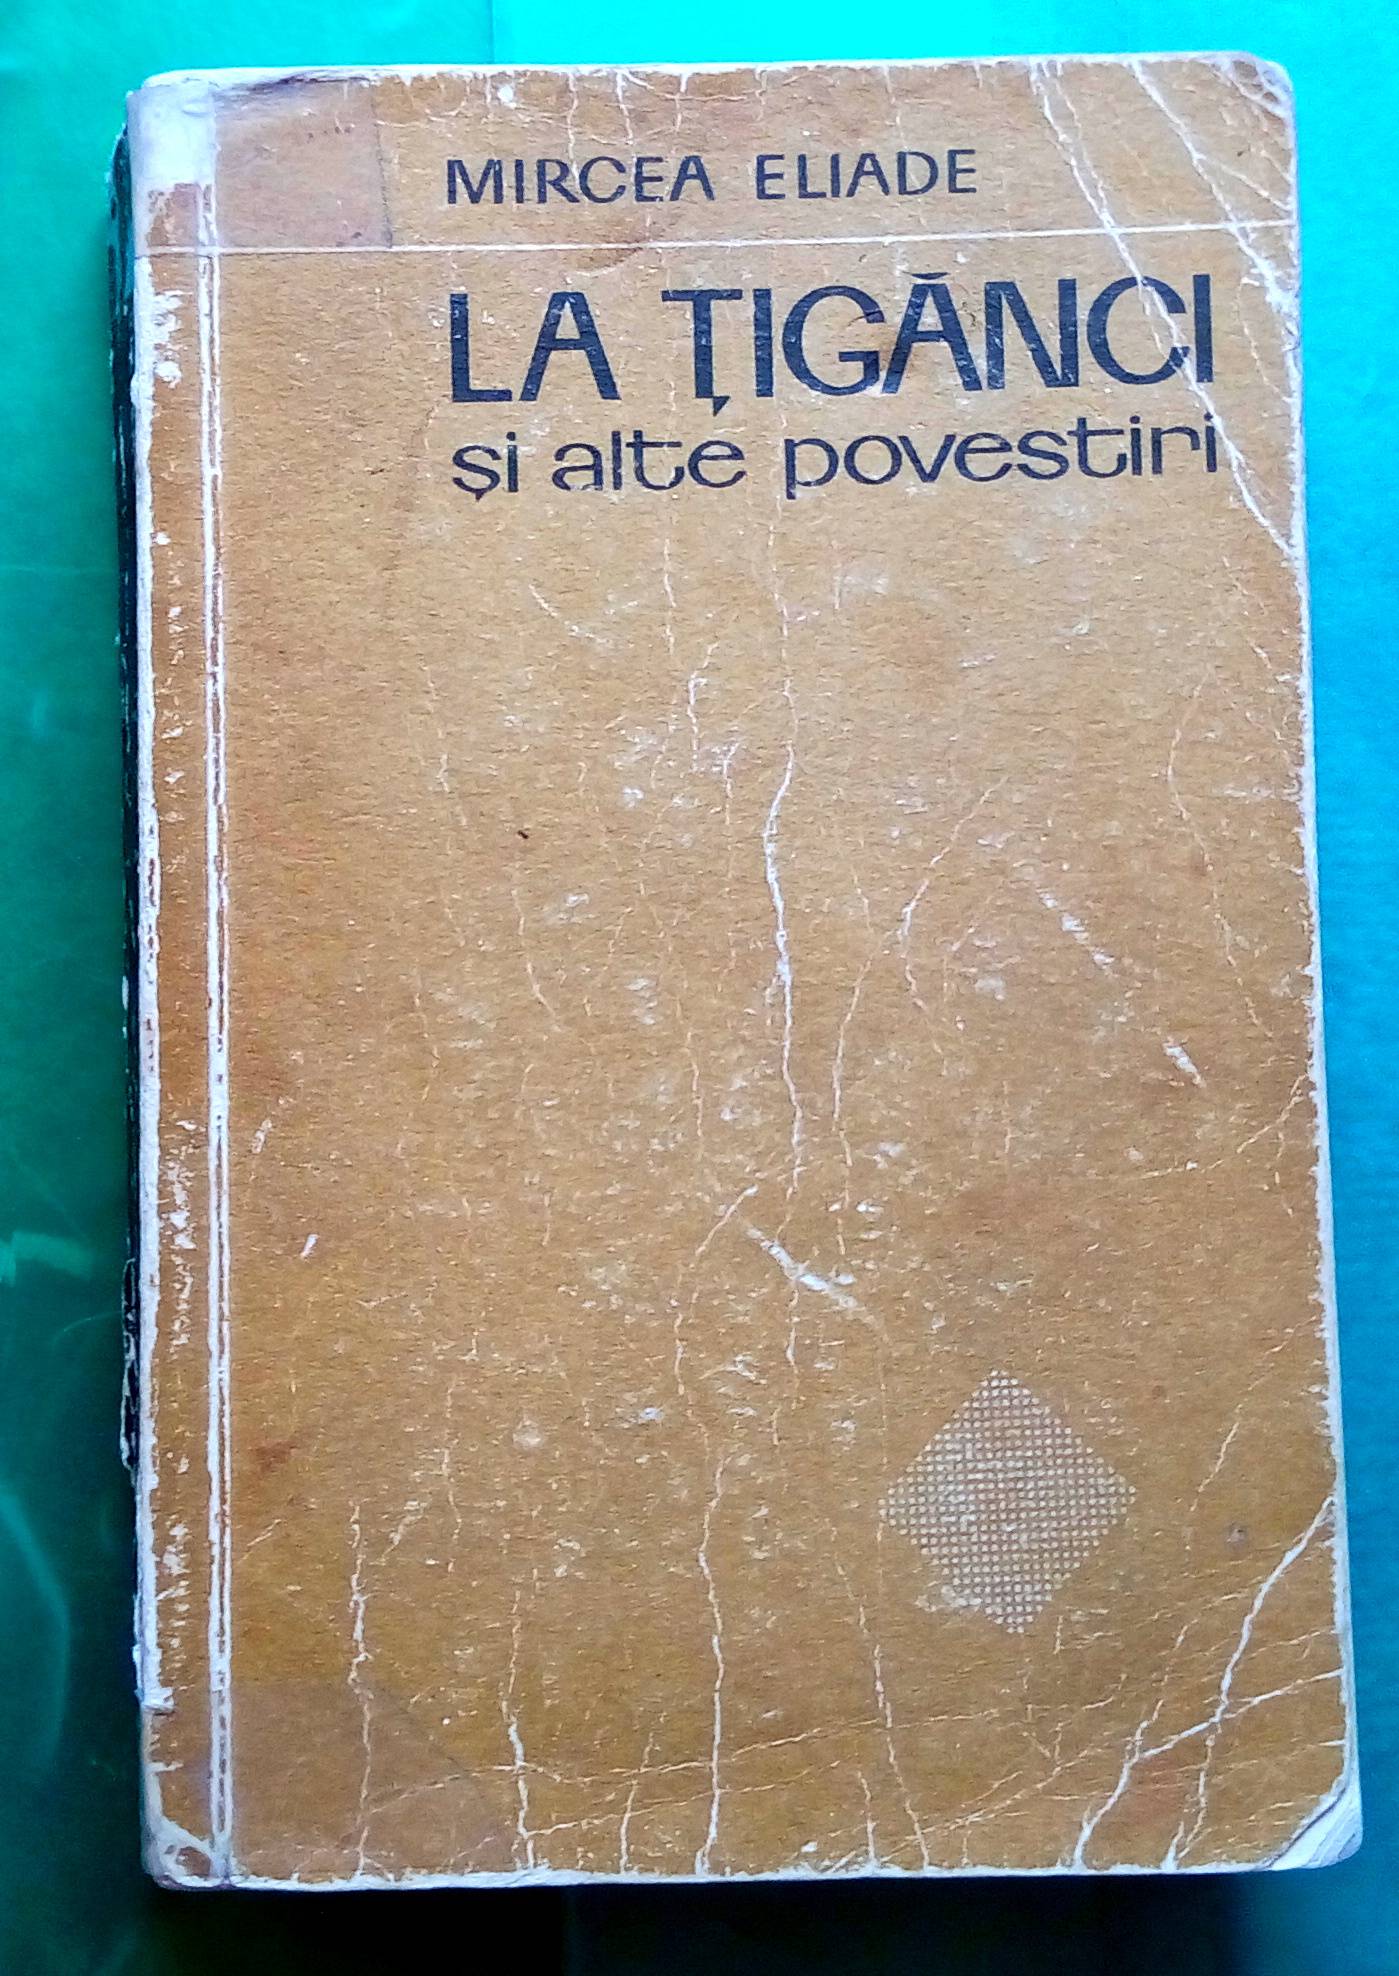 MIRCEA ELIADE
LA ȚIGĂNCI
și alte povestiri